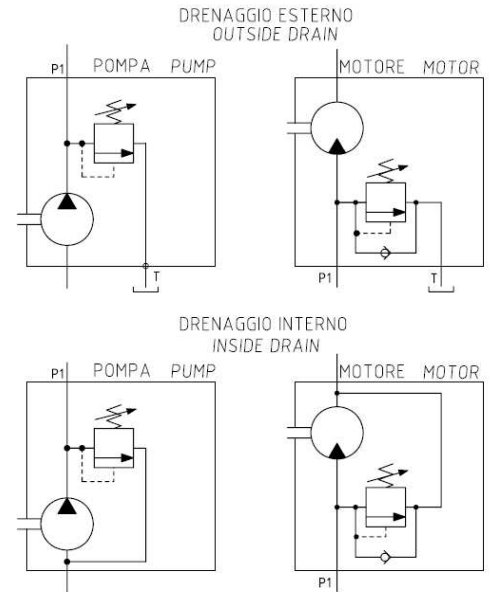 DRENAGGIO ESTERNO
OUTSIDE DRAIN
P1 POMPA PUMP
MOTORE MOTOR
T
P1 T
DRENAGGIO INTERNO
INSIDE DRAIN
P1 POMPA PUMP
MOTORE MOTOR
P1